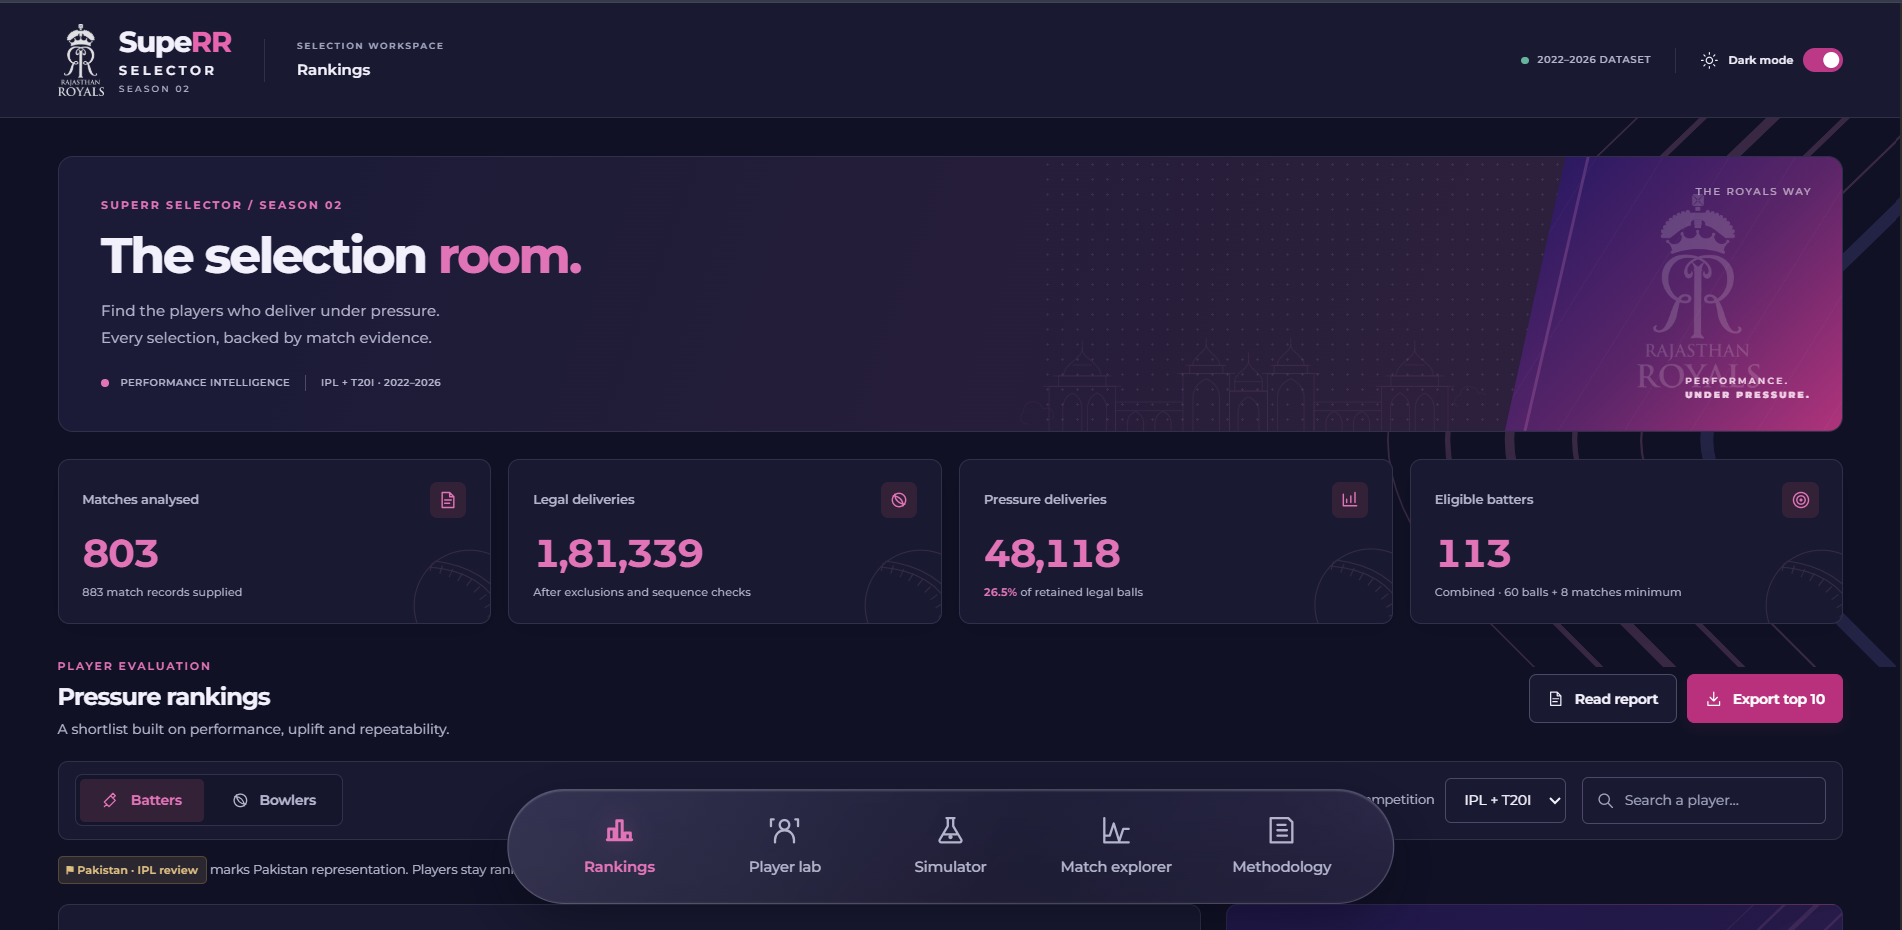 SupeRR
SELECTOR
SEASON 02
RAJASTHAN
ROYALS
SELECTION WORKSPACE
Rankings
2022–2026 DATASET
Dark mode
SUPERR SELECTOR / SEASON 02
The selection room.
Find the players who deliver under pressure.
Every selection, backed by match evidence.
PERFORMANCE INTELLIGENCE
IPL + T20I · 2022–2026
THE ROYALS WAY
RAJASTHAN
ROYALS
PERFORMANCE.
UNDER PRESSURE.
Matches analysed
803
883 match records supplied
Legal deliveries
1,81,339
After exclusions and sequence checks
Pressure deliveries
48,118
26.5% of retained legal balls
Eligible batters
113
Combined · 60 balls + 8 matches minimum
PLAYER EVALUATION
Pressure rankings
A shortlist built on performance, uplift and repeatability.
Read report
Export top 10
Batters
Bowlers
mpetition
IPL + T20I
Search a player...
Pakistan · IPL review marks Pakistan representation. Players stay ran
Rankings
Player lab
Simulator
Match explorer
Methodology